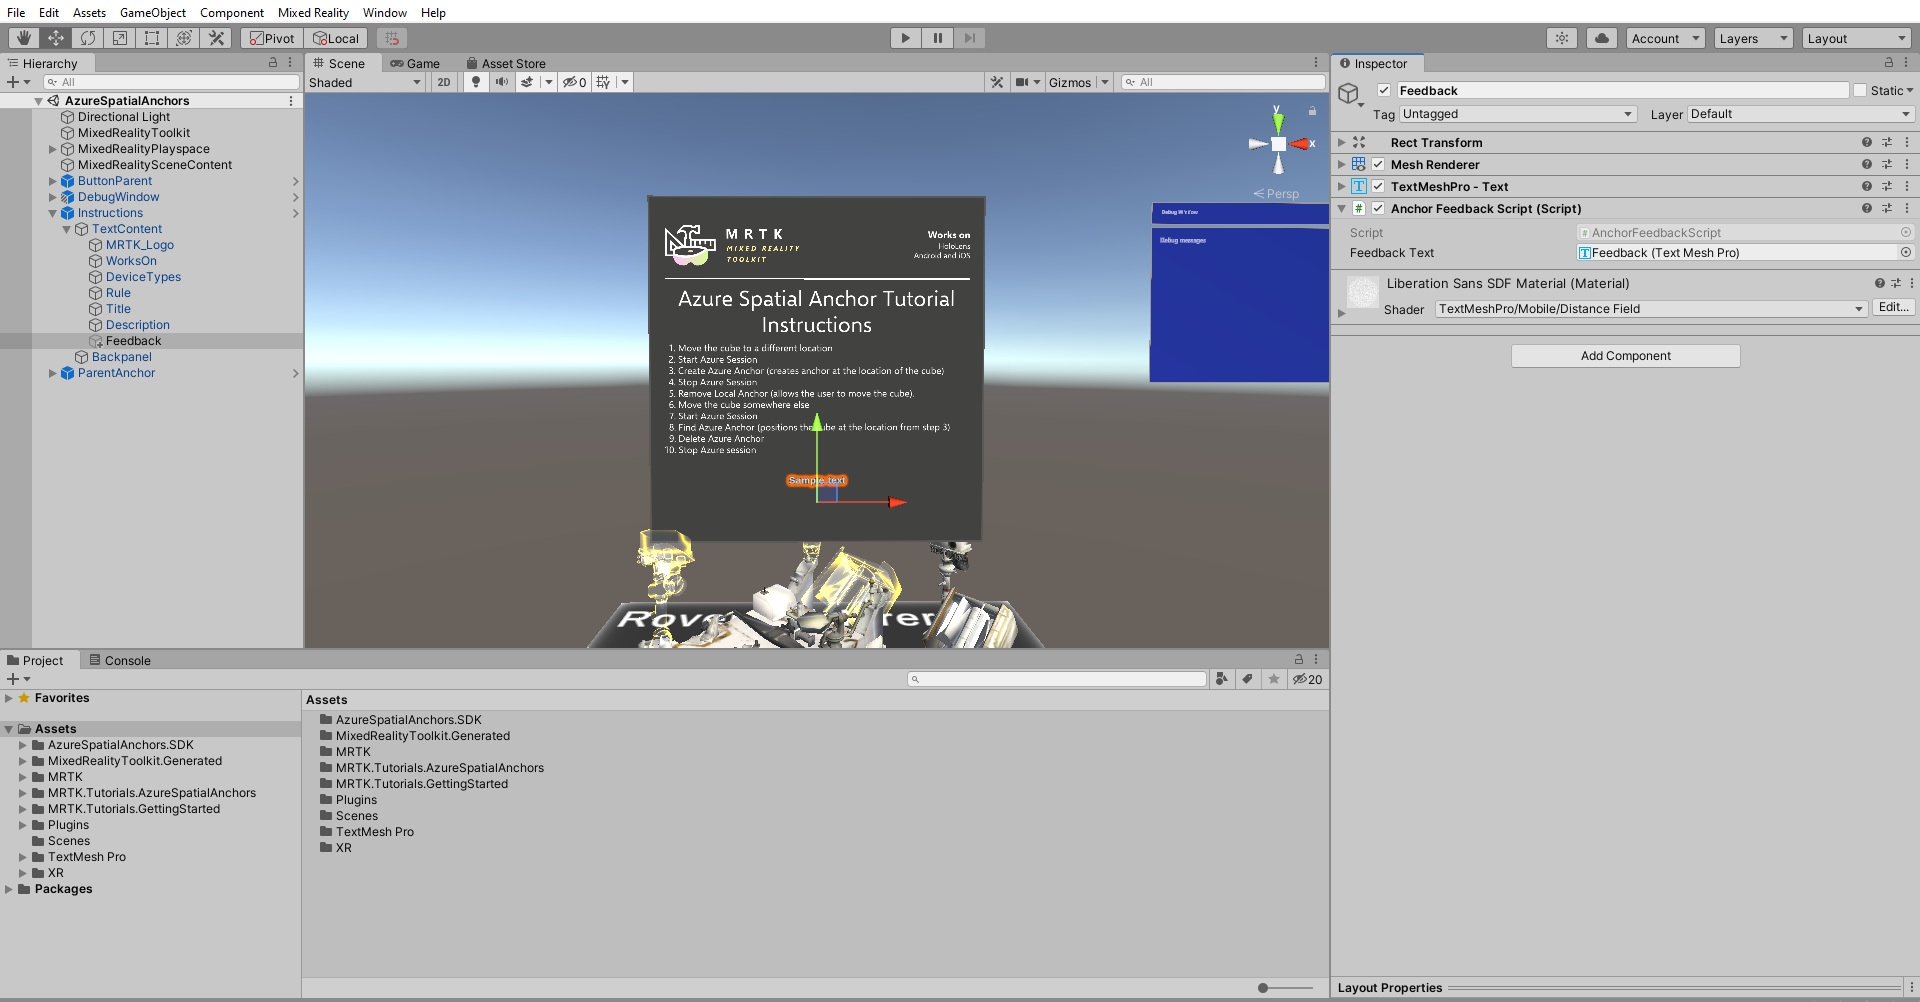 File Edit Assets GameObject Component Mixed Reality Window Help
Pivot Local Account Layers Layout
Hierarchy
All
AzureSpatialAnchors
Directional Light
MixedRealityToolkit
MixedRealityPlayspace
MixedRealitySceneContent
ButtonParent
DebugWindow
Instructions
TextContent
MRTK_Logo
WorksOn
DeviceTypes
Rule
Title
Description
Feedback
Backpanel
ParentAnchor
Scene Game Asset Store
Shaded 2D 0 Gizmos All
y
x
Persp
MRTK
MIXED REALITY
TOOLKIT
Works on
HoloLens
Android and iOS
Azure Spatial Anchor Tutorial
Instructions
1. Move the cube to a different location
2. Start Azure Session
3. Create Azure Anchor (creates anchor at the location of the cube)
4. Stop Azure Session
5. Remove Local Anchor (allows the user to move the cube).
6. Move the cube somewhere else
7. Start Azure Session
8. Find Azure Anchor (positions the cube at the location from step 3)
9. Delete Azure Anchor
10. Stop Azure session
Sample text
Debug Window
Debug messages
Inspector
Feedback Static
Tag Untagged Layer Default
Rect Transform
Mesh Renderer
T TextMeshPro - Text
# Anchor Feedback Script (Script)
Script # AnchorFeedbackScript
Feedback Text T Feedback (Text Mesh Pro)
Liberation Sans SDF Material (Material)
Shader TextMeshPro/Mobile/Distance Field Edit...
Add Component
Layout Properties
Project Console
20
Favorites
Assets
AzureSpatialAnchors.SDK
MixedRealityToolkit.Generated
MRTK
MRTK.Tutorials.AzureSpatialAnchors
MRTK.Tutorials.GettingStarted
Plugins
Scenes
TextMesh Pro
XR
Packages
Assets
AzureSpatialAnchors.SDK
MixedRealityToolkit.Generated
MRTK
MRTK.Tutorials.AzureSpatialAnchors
MRTK.Tutorials.GettingStarted
Plugins
Scenes
TextMesh Pro
XR